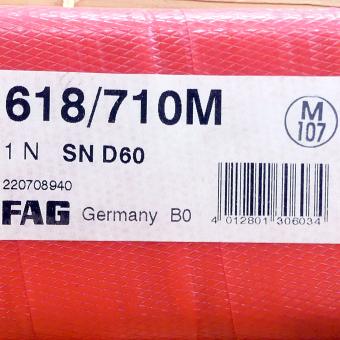 618/710M
M
107
1 N SN D60
220708940
FAG Germany B0
4 012801 306034